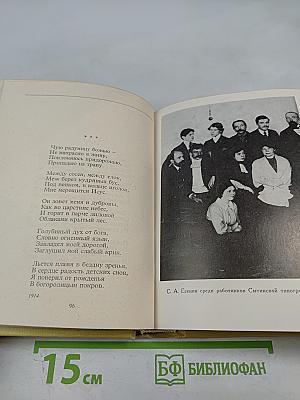 * * *
Чую радуницу божью —
Не напрасно я живу,
Поклоняюсь придорожью,
Припадаю на траву.
Между сосен, между елок,
Меж берез кудрявых бус,
Под венком, в кольце иголок,
Мне мерещится Исус.
Он зовет меня в дубровы,
Как во царствие небес,
И горит в парче лиловой
Облаками крытый лес.
Голубиный дух от бога,
Словно огненный язык,
Завладел моей дорогой,
Заглушил мой слабый крик.
Льется пламя в бездну зренья,
В сердце радость детских снов,
Я поверил от рожденья
В богородицын покров.
1914
96
С. А. Есенин среди работников Сытинской типогр
15 см
БФ БИБЛИОФАН